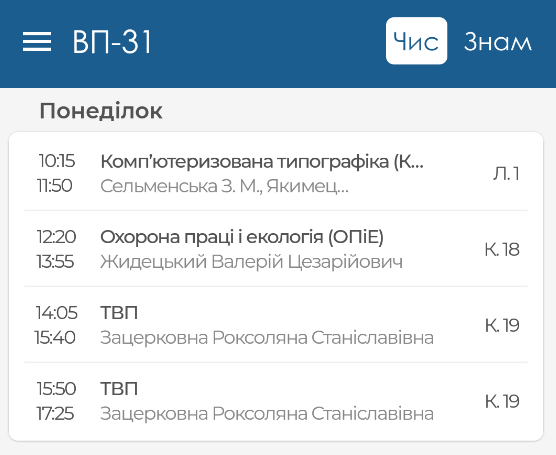 ВП-31 Чис Знам
Понеділок
10:15 Комп’ютеризована типографіка (К... Л. 1
11:50 Сельменська З. М., Якимец...
12:20 Охорона праці і екологія (ОПіЕ) К. 18
13:55 Жидецький Валерій Цезарійович
14:05 ТВП К. 19
15:40 Зацерковна Роксоляна Станіславівна
15:50 ТВП К. 19
17:25 Зацерковна Роксоляна Станіславівна